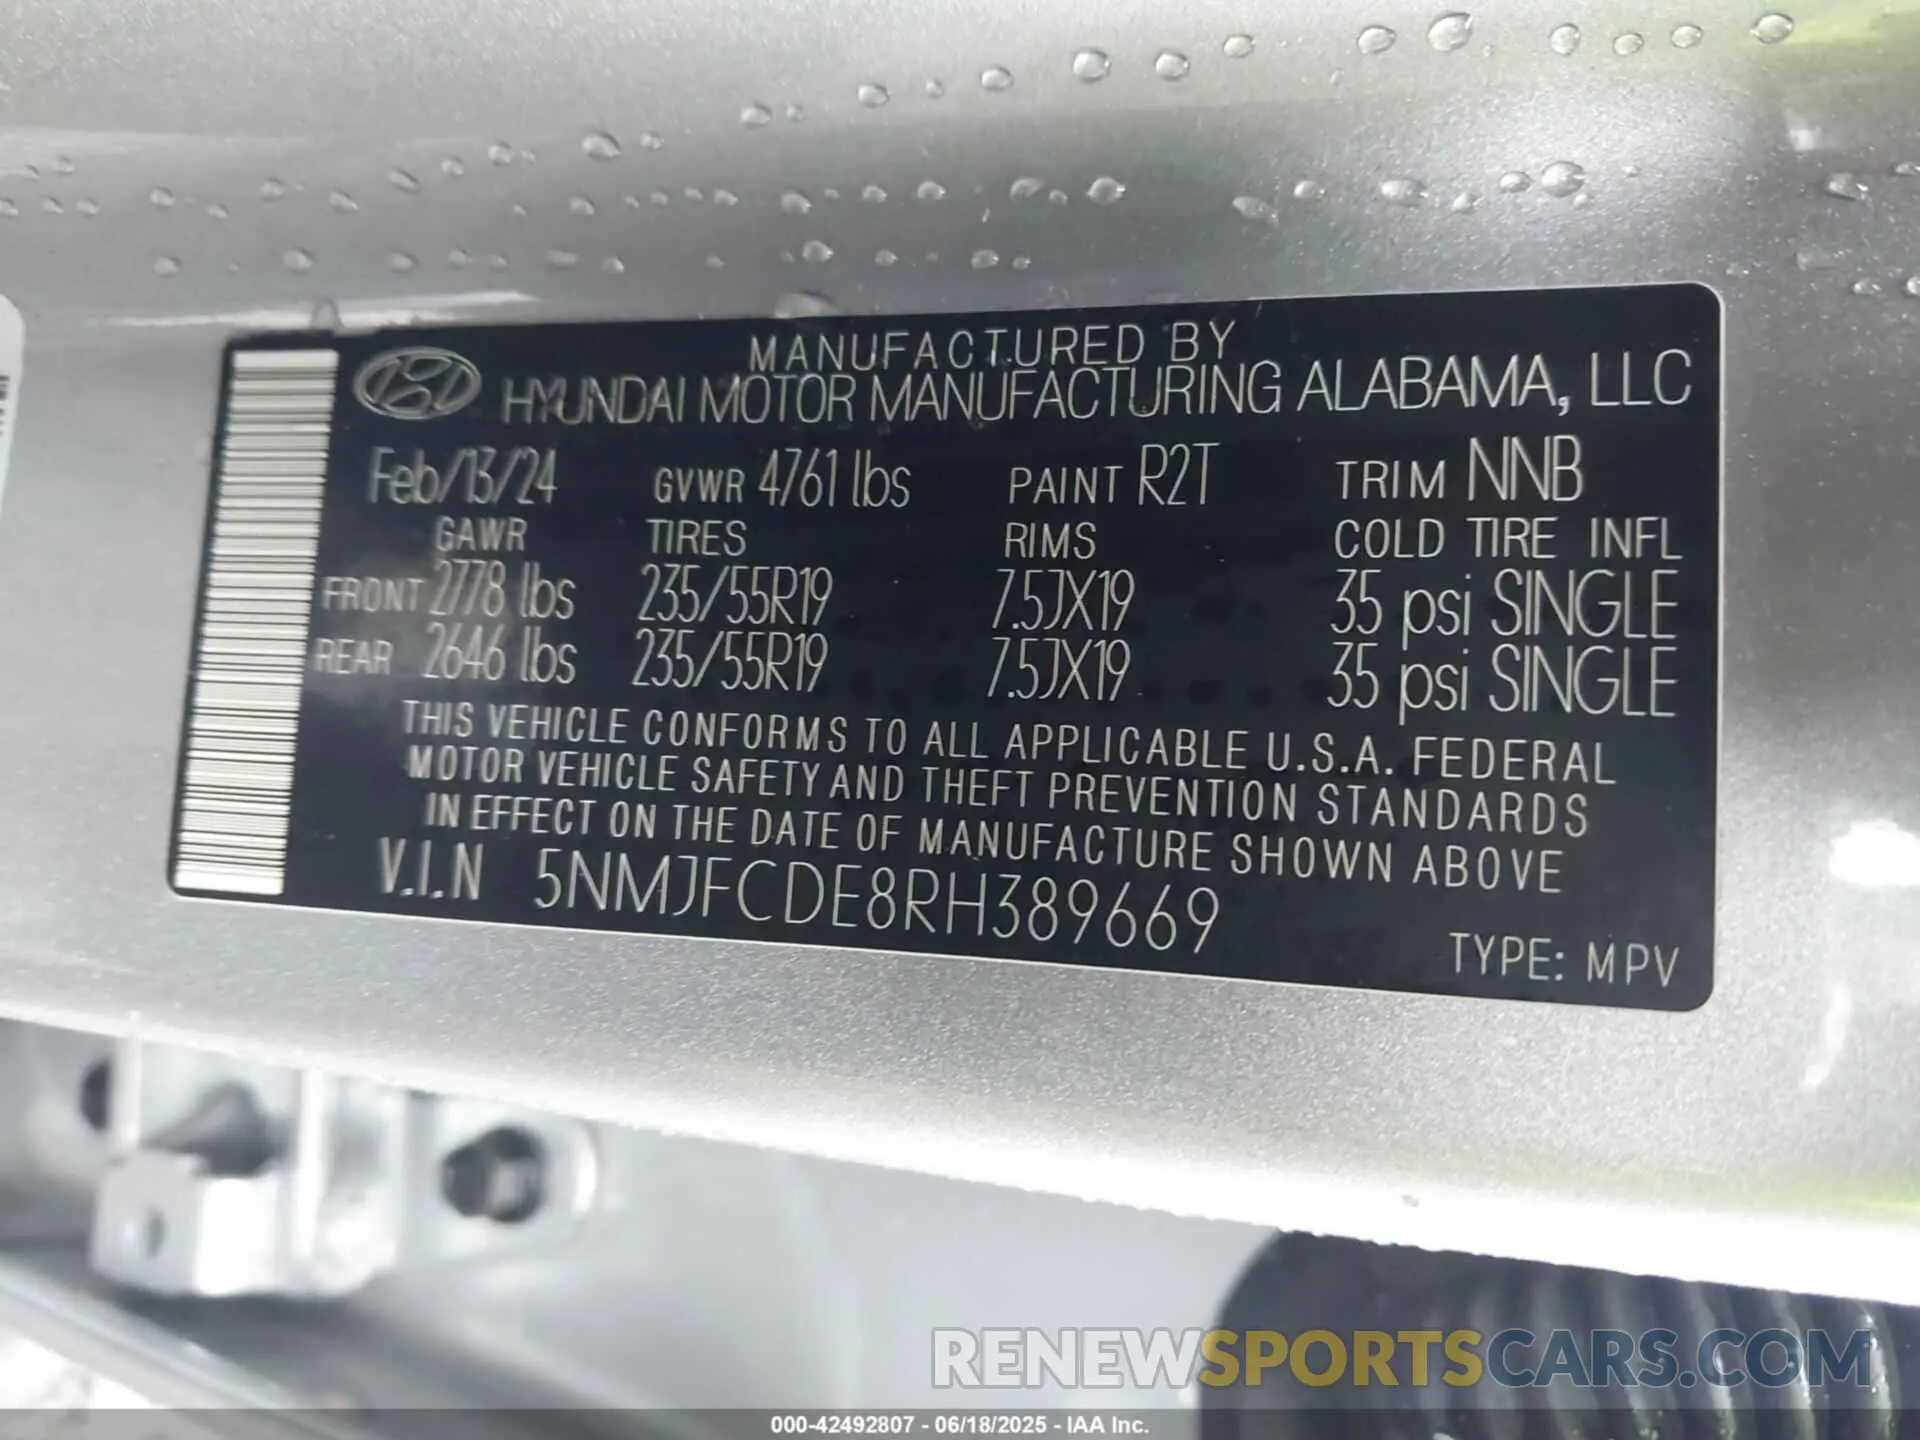 MANUFACTURED BY
HYUNDAI MOTOR MANUFACTURING ALABAMA, LLC
Feb/13/24 GVWR 4761 lbs PAINT R2T TRIM NNB
GAWR TIRES RIMS COLD TIRE INFL
FRONT 2778 lbs 235/55R19 7.5JX19 35 psi SINGLE
REAR 2646 lbs 235/55R19 7.5JX19 35 psi SINGLE
THIS VEHICLE CONFORMS TO ALL APPLICABLE U.S.A. FEDERAL
MOTOR VEHICLE SAFETY AND THEFT PREVENTION STANDARDS
IN EFFECT ON THE DATE OF MANUFACTURE SHOWN ABOVE
V.I.N 5NMJFCDE8RH389669
TYPE: MPV
RENEWSPORTSCARS.COM
000-42492807 - 06/18/2025 - IAA Inc.